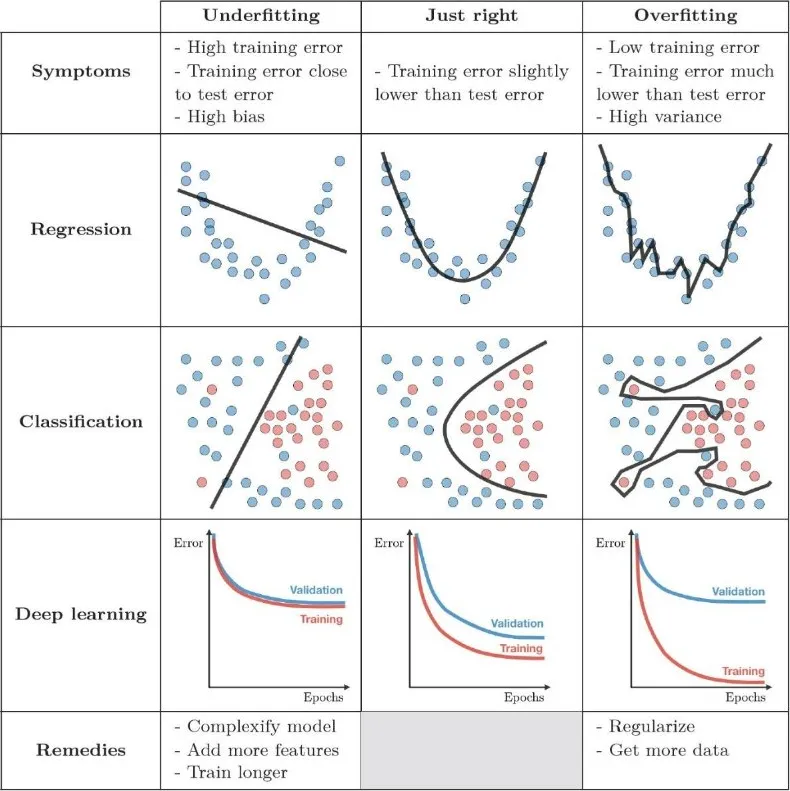 Underfitting
Just right
Overfitting
Symptoms
- High training error
- Training error close
to test error
- High bias
- Training error slightly
lower than test error
- Low training error
- Training error much
lower than test error
- High variance
Regression
Classification
Deep learning
Error
Validation
Training
Epochs
Error
Validation
Training
Epochs
Error
Validation
Training
Epochs
Remedies
- Complexify model
- Add more features
- Train longer
- Regularize
- Get more data